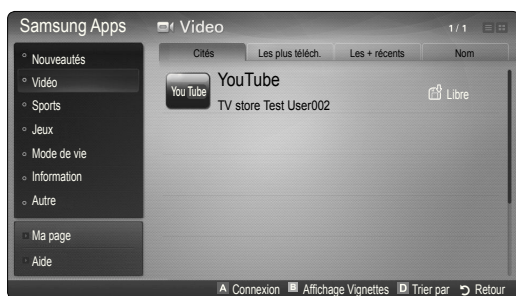 Samsung Apps
Video
1/1
Nouveautés
Vidéo
Sports
Jeux
Mode de vie
Information
Autre
Ma page
Aide
Cités
Les plus téléch.
Les + récents
Nom
You Tube
YouTube
TV store Test User002
Libre
A Connexion B Affichage Vignettes D Trier par Retour